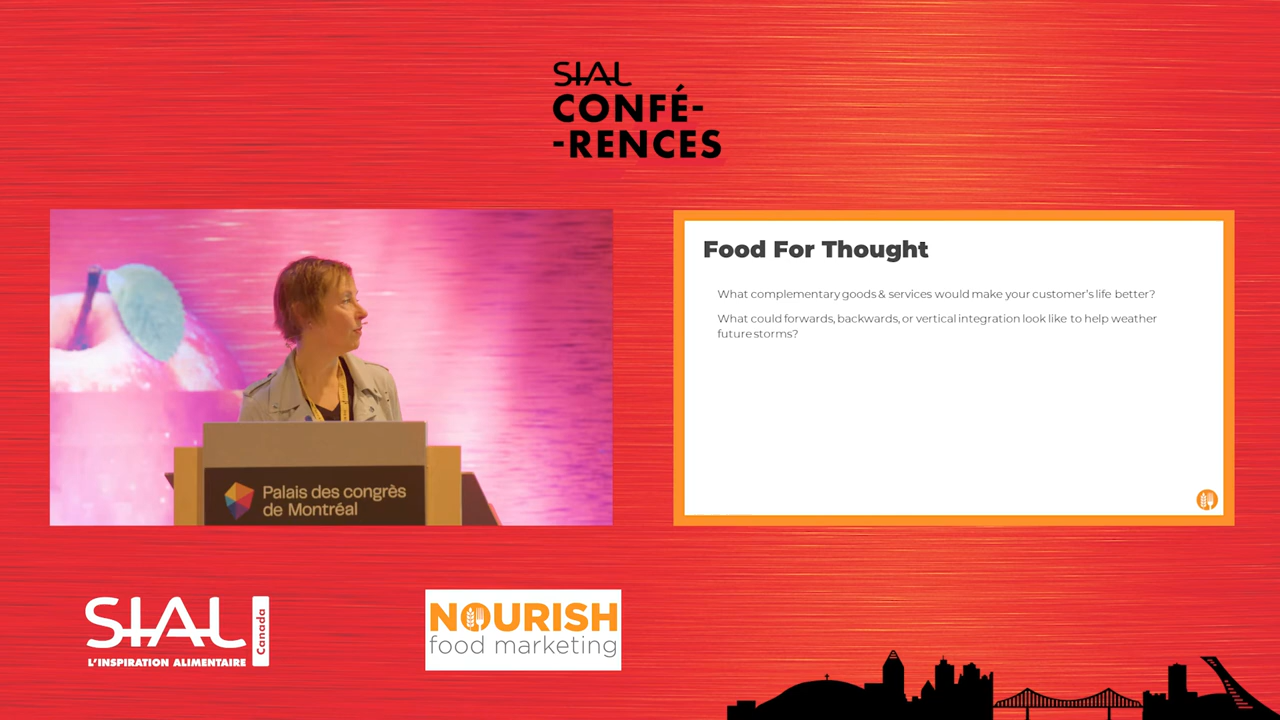 SIAL
CONFÉ-
-RENCES
Food For Thought
What complementary goods & services would make your customer's life better?
What could forwards, backwards, or vertical integration look like to help weather
future storms?
Palais des congrès
de Montréal
SIAL
Canada
L'INSPIRATION ALIMENTAIRE
NOURISH
food marketing